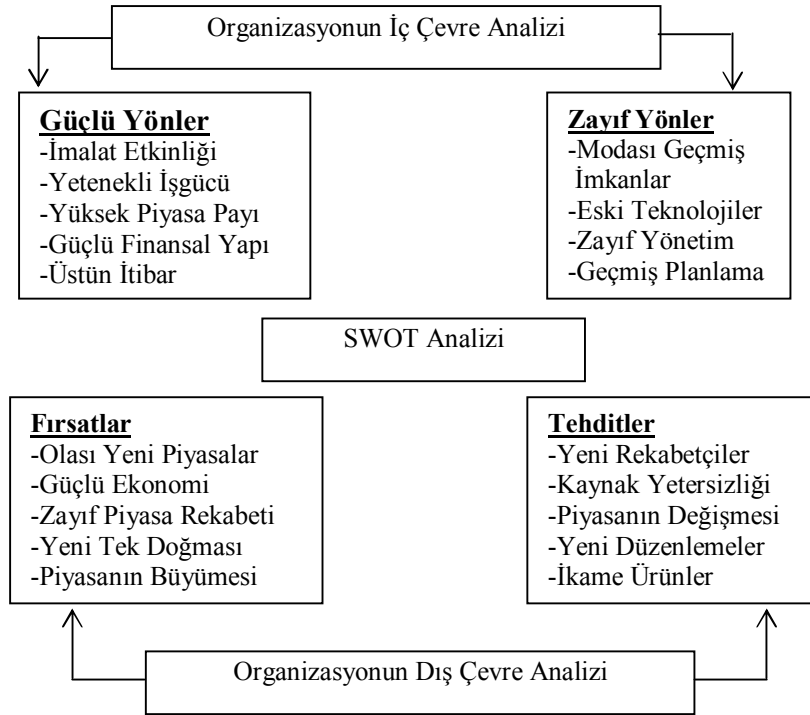 Organizasyonun İç Çevre Analizi
Güçlü Yönler
-İmalat Etkinliği
-Yetenekli İşgücü
-Yüksek Piyasa Payı
-Güçlü Finansal Yapı
-Üstün İtibar
Zayıf Yönler
-Modası Geçmiş
İmkanlar
-Eski Teknolojiler
-Zayıf Yönetim
-Geçmiş Planlama
SWOT Analizi
Fırsatlar
-Olası Yeni Piyasalar
-Güçlü Ekonomi
-Zayıf Piyasa Rekabeti
-Yeni Tek Doğması
-Piyasanın Büyümesi
Tehditler
-Yeni Rekabetçiler
-Kaynak Yetersizliği
-Piyasanın Değişmesi
-Yeni Düzenlemeler
-İkame Ürünler
Organizasyonun Dış Çevre Analizi